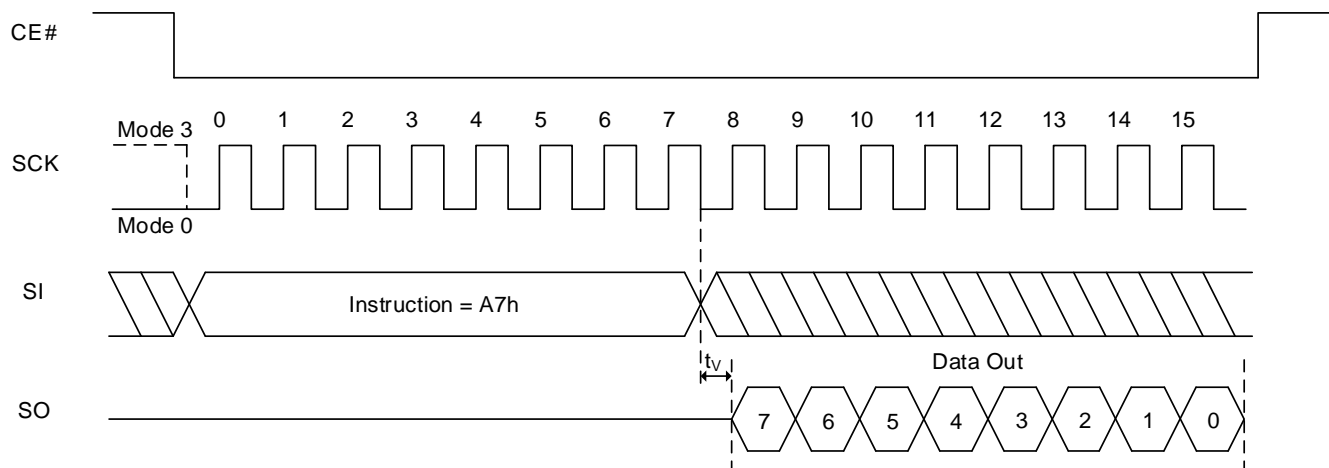 CE#
0 1 2 3 4 5 6 7 8 9 10 11 12 13 14 15
Mode 3
SCK
Mode 0
SI
Instruction = A7h
tV
Data Out
SO
7 6 5 4 3 2 1 0